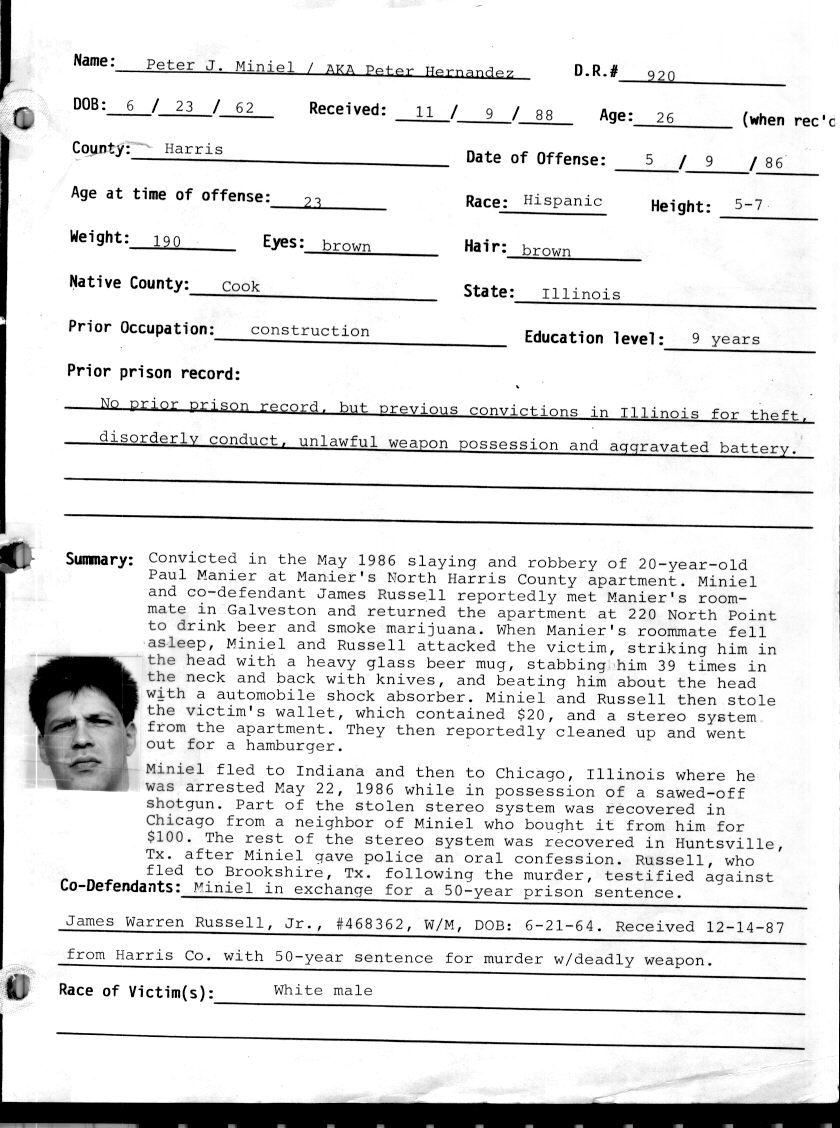 Name: Peter J. Miniel / AKA Peter Hernandez D.R.# 920
DOB: 6 / 23 / 62 Received: 11 / 9 / 88 Age: 26 (when rec'd
County: Harris Date of Offense: 5 / 9 / 86
Age at time of offense: 23 Race: Hispanic Height: 5-7
Weight: 190 Eyes: brown Hair: brown
Native County: Cook State: Illinois
Prior Occupation: construction Education level: 9 years
Prior prison record:
No prior prison record, but previous convictions in Illinois for theft,
disorderly conduct, unlawful weapon possession and aggravated battery.
Summary: Convicted in the May 1986 slaying and robbery of 20-year-old
Paul Manier at Manier's North Harris County apartment. Miniel
and co-defendant James Russell reportedly met Manier's room-
mate in Galveston and returned the apartment at 220 North Point
to drink beer and smoke marijuana. When Manier's roommate fell
asleep, Miniel and Russell attacked the victim, striking him in
the head with a heavy glass beer mug, stabbing him 39 times in
the neck and back with knives, and beating him about the head
with a automobile shock absorber. Miniel and Russell then stole
the victim's wallet, which contained $20, and a stereo system
from the apartment. They then reportedly cleaned up and went
out for a hamburger.
Miniel fled to Indiana and then to Chicago, Illinois where he
was arrested May 22, 1986 while in possession of a sawed-off
shotgun. Part of the stolen stereo system was recovered in
Chicago from a neighbor of Miniel who bought it from him for
$100. The rest of the stereo system was recovered in Huntsville,
Tx. after Miniel gave police an oral confession. Russell, who
fled to Brookshire, Tx. following the murder, testified against
Co-Defendants: Miniel in exchange for a 50-year prison sentence.
James Warren Russell, Jr., #468362, W/M, DOB: 6-21-64. Received 12-14-87
from Harris Co. with 50-year sentence for murder w/deadly weapon.
Race of Victim(s): White male